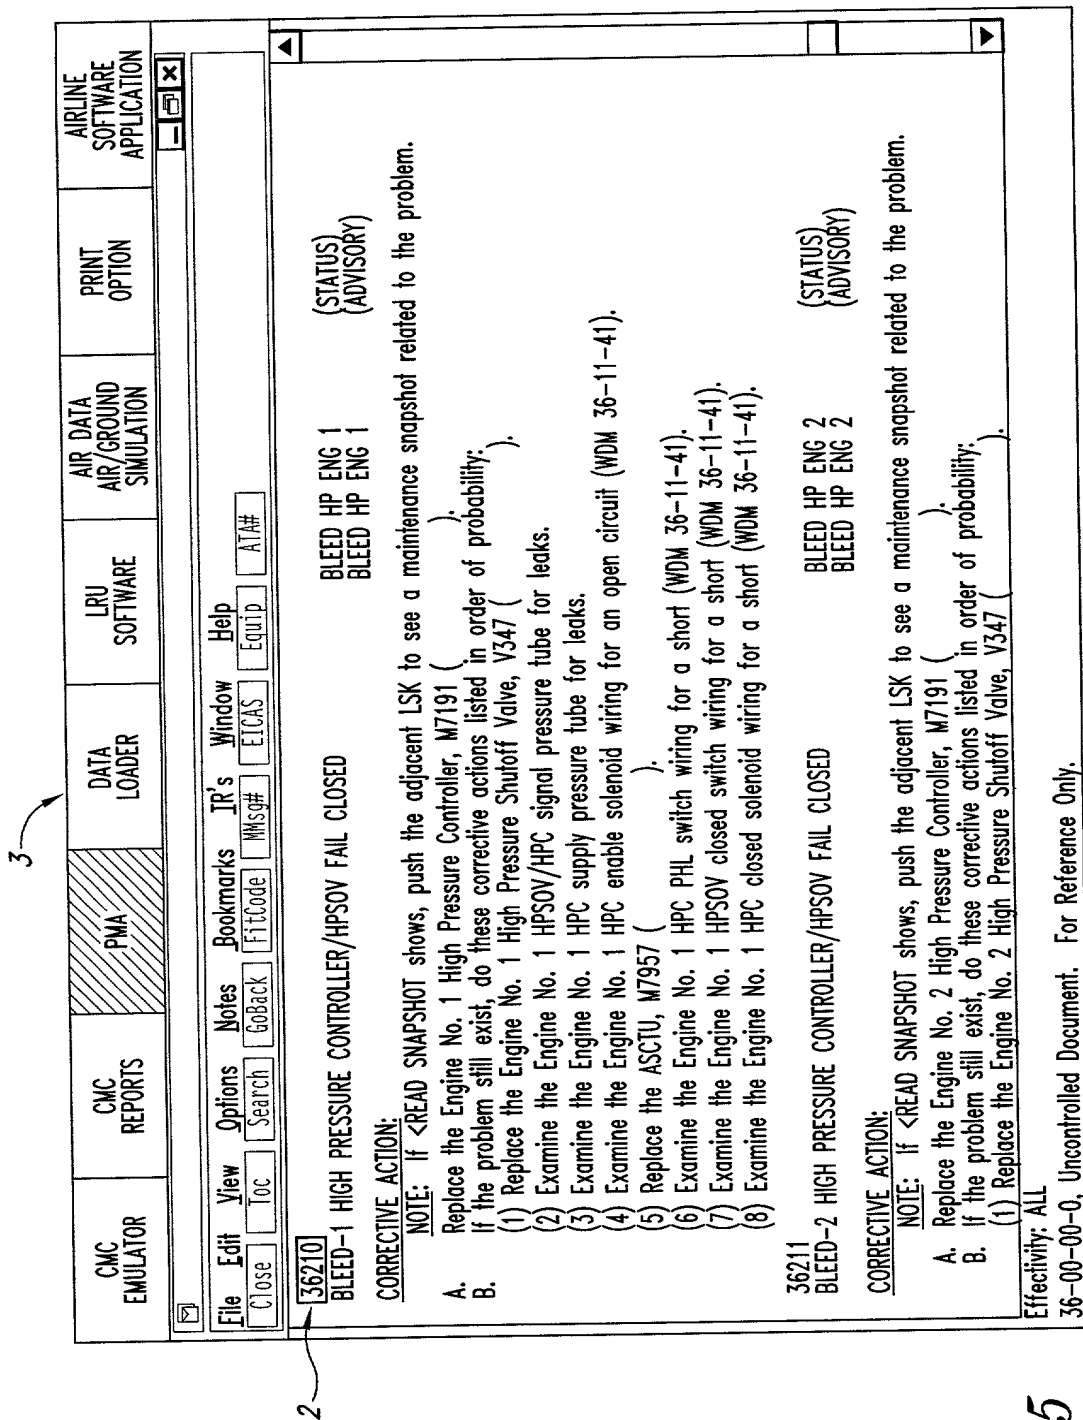 3
CMC EMULATOR
CMC REPORTS
PMA
DATA LOADER
LRU SOFTWARE
AIR DATA AIR/GROUND SIMULATION
PRINT OPTION
AIRLINE SOFTWARE APPLICATION
File Edit View Options Notes Bookmarks IR's Window Help
Close Toc Search GoBack FitCode MMsg# EICAS Equip ATA#
2
36210
BLEED-1 HIGH PRESSURE CONTROLLER/HPSOV FAIL CLOSED BLEED HP ENG 1 (STATUS)
BLEED HP ENG 1 (ADVISORY)
CORRECTIVE ACTION:
NOTE: If <READ SNAPSHOT shows, push the adjacent LSK to see a maintenance snapshot related to the problem.
A. Replace the Engine No. 1 High Pressure Controller, M7191 ( ).
B. If the problem still exist, do these corrective actions listed in order of probability:
(1) Replace the Engine No. 1 High Pressure Shutoff Valve, V347 ( ).
(2) Examine the Engine No. 1 HPSOV/HPC signal pressure tube for leaks.
(3) Examine the Engine No. 1 HPC supply pressure tube for leaks.
(4) Examine the Engine No. 1 HPC enable solenoid wiring for an open circuit (WDM 36-11-41).
(5) Replace the ASCTU, M7957 ( ).
(6) Examine the Engine No. 1 HPC PHL switch wiring for a short (WDM 36-11-41).
(7) Examine the Engine No. 1 HPSOV closed switch wiring for a short (WDM 36-11-41).
(8) Examine the Engine No. 1 HPC closed solenoid wiring for a short (WDM 36-11-41).
36211
BLEED-2 HIGH PRESSURE CONTROLLER/HPSOV FAIL CLOSED BLEED HP ENG 2 (STATUS)
BLEED HP ENG 2 (ADVISORY)
CORRECTIVE ACTION:
NOTE: If <READ SNAPSHOT shows, push the adjacent LSK to see a maintenance snapshot related to the problem.
A. Replace the Engine No. 2 High Pressure Controller, M7191 ( ).
B. If the problem still exist, do these corrective actions listed in order of probability:
(1) Replace the Engine No. 2 High Pressure Shutoff Valve, V347 ( ).
Effectivity: ALL
36-00-00-0, Uncontrolled Document. For Reference Only.
5